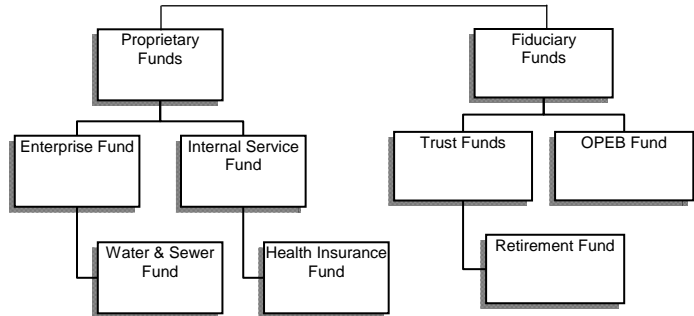 Proprietary
Funds
Fiduciary
Funds
Enterprise Fund
Internal Service
Fund
Trust Funds
OPEB Fund
Water & Sewer
Fund
Health Insurance
Fund
Retirement Fund